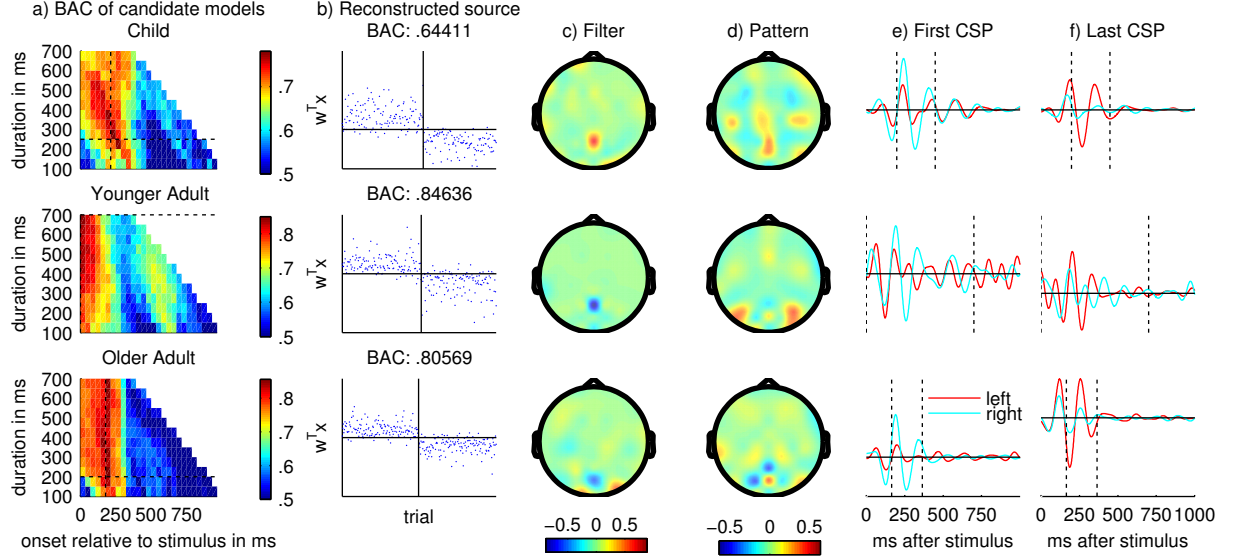 a) BAC of candidate models
b) Reconstructed source
Child
BAC: .64411
c) Filter
d) Pattern
e) First CSP
f) Last CSP
duration in ms
700
600
500
400
300
200
100
.7
.6
.5
wTx
Younger Adult
BAC: .84636
duration in ms
700
600
500
400
300
200
100
.8
.7
.6
.5
wTx
Older Adult
BAC: .80569
duration in ms
700
600
500
400
300
200
100
.8
.7
.6
.5
wTx
left
right
0 250 500 750
onset relative to stimulus in ms
trial
−0.5 0 0.5
−0.5 0 0.5
0 250 500 750
ms after stimulus
0 250 500 750 1000
ms after stimulus